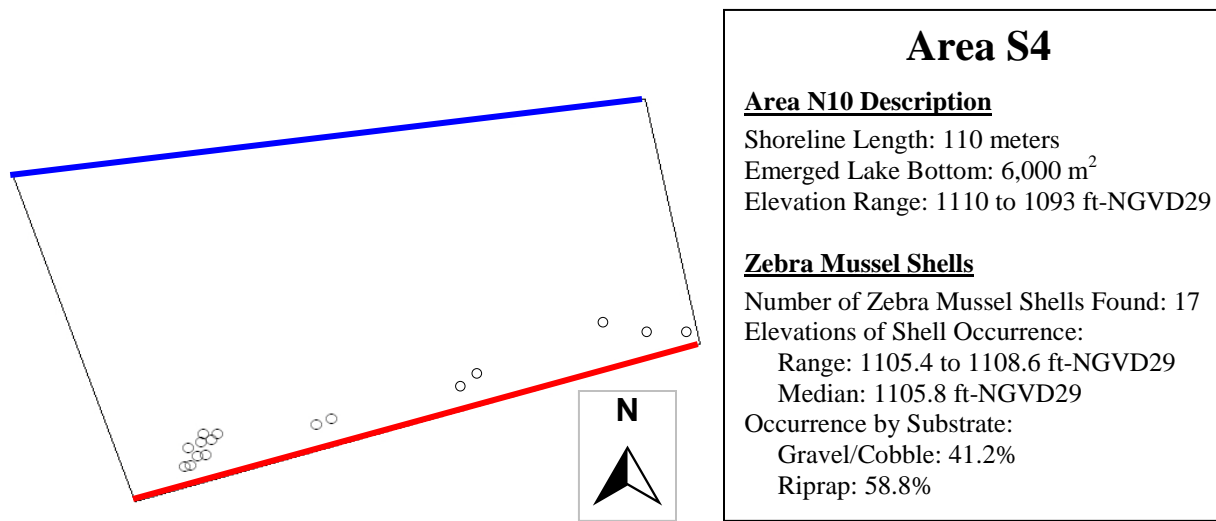 Area S4
Area N10 Description
Shoreline Length: 110 meters
Emerged Lake Bottom: 6,000 m²
Elevation Range: 1110 to 1093 ft-NGVD29
Zebra Mussel Shells
Number of Zebra Mussel Shells Found: 17
Elevations of Shell Occurrence:
Range: 1105.4 to 1108.6 ft-NGVD29
Median: 1105.8 ft-NGVD29
Occurrence by Substrate:
Gravel/Cobble: 41.2%
Riprap: 58.8%
N